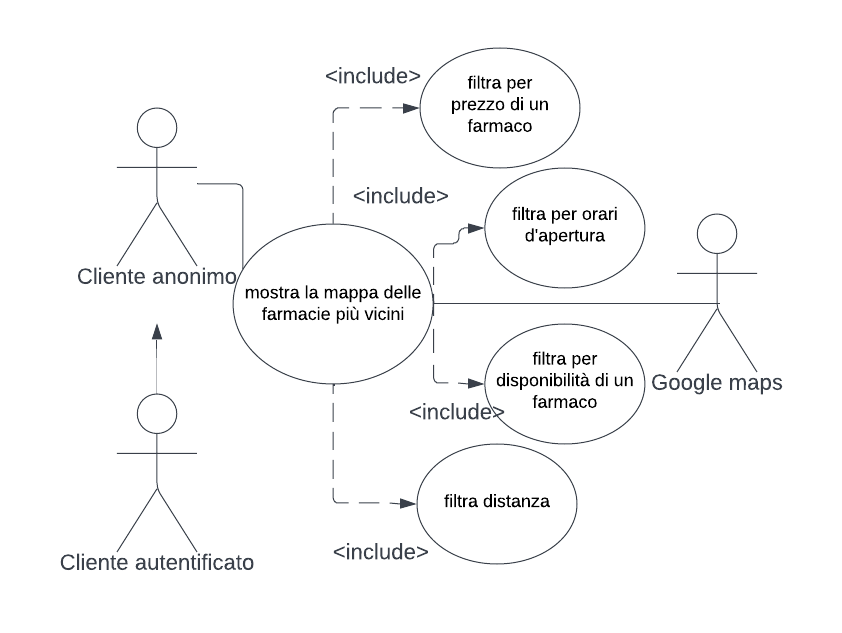 <include>
filtra per
prezzo di un
farmaco
<include>
filtra per orari
d'apertura
Cliente anonimo
mostra la mappa delle
farmacie più vicini
filtra per
disponibilità di un
farmaco
Google maps
<include>
filtra distanza
<include>
Cliente autentificato